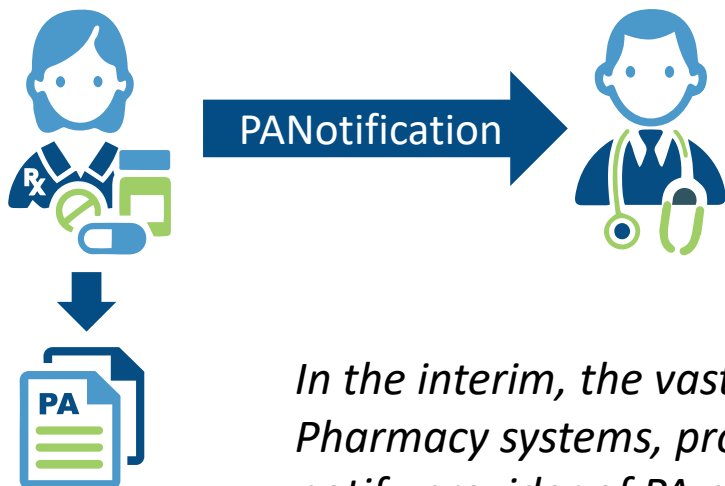 PANotification
Rx
PA
In the interim, the vast
Pharmacy systems, pro